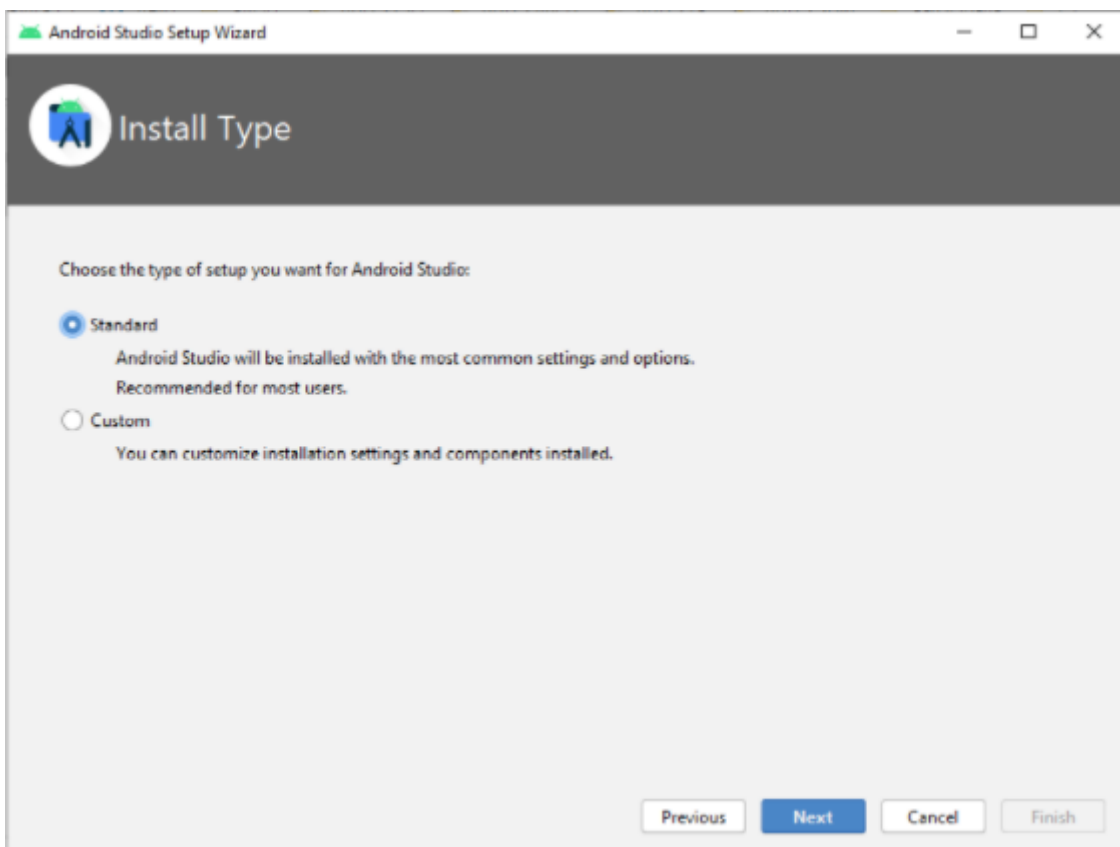 Android Studio Setup Wizard
Install Type
Choose the type of setup you want for Android Studio:
Standard
Android Studio will be installed with the most common settings and options.
Recommended for most users.
Custom
You can customize installation settings and components installed.
Previous Next Cancel Finish